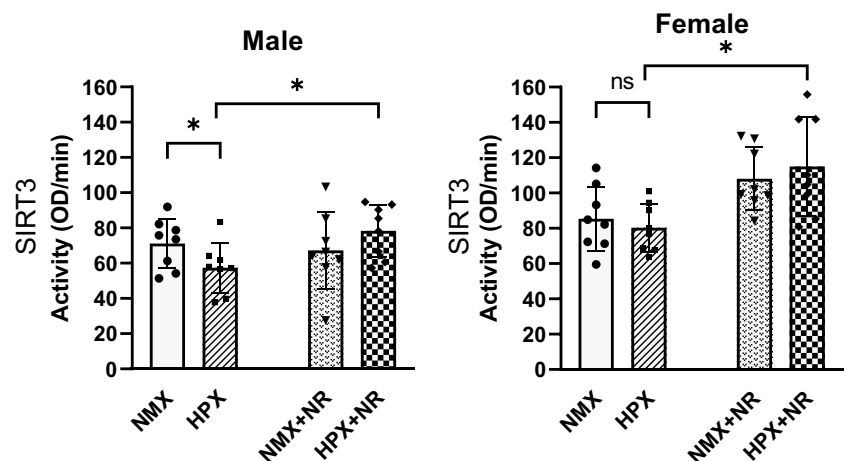 Male
SIRT3
Activity (OD/min)
160
140
120
100
80
60
40
20
0
*
*
NMX
HPX
NMX+NR
HPX+NR
Female
SIRT3
Activity (OD/min)
160
140
120
100
80
60
40
20
0
ns
*
NMX
HPX
NMX+NR
HPX+NR